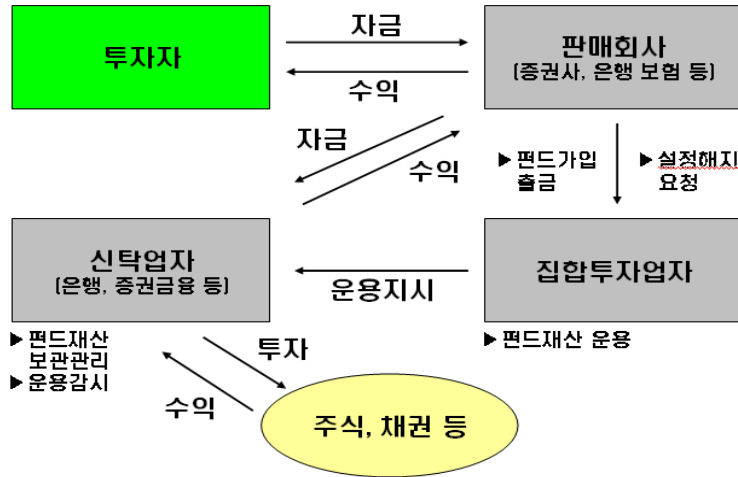 투자자
자금
수익
판매회사
(증권사, 은행 보험 등)
자금
수익
▶ 펀드가입
출금
▶ 설정해지
요청
신탁업자
(은행, 증권금융 등)
운용지시
집합투자업자
▶ 펀드재산
보관관리
▶ 운용감시
투자
수익
▶ 펀드재산 운용
주식, 채권 등